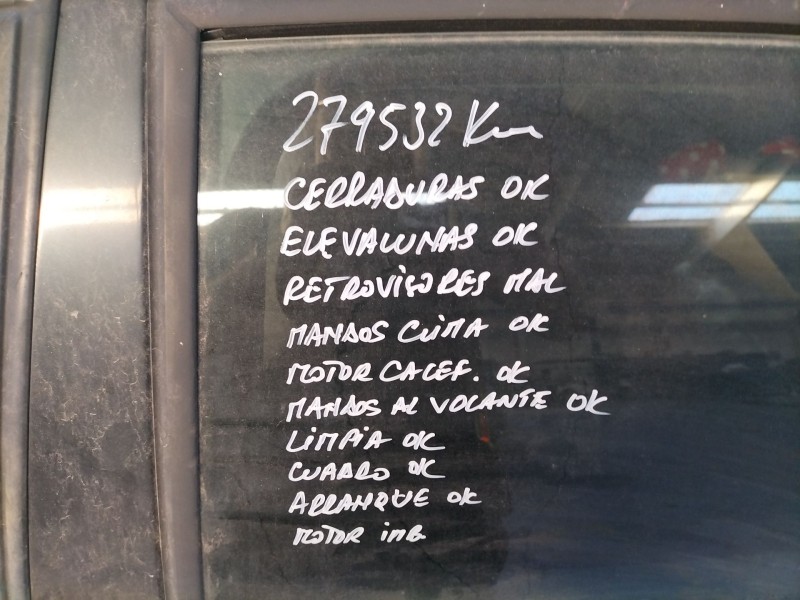 279532 Km
CERRADURAS OK
ELEVALUNAS OK
RETROVISORES MAL
MANDOS CLIMA OK
MOTOR CALEF. OK
MANDOS AL VOLANTE OK
LIMPIA OK
CUADRO OK
ARRANQUE OK
MOTOR